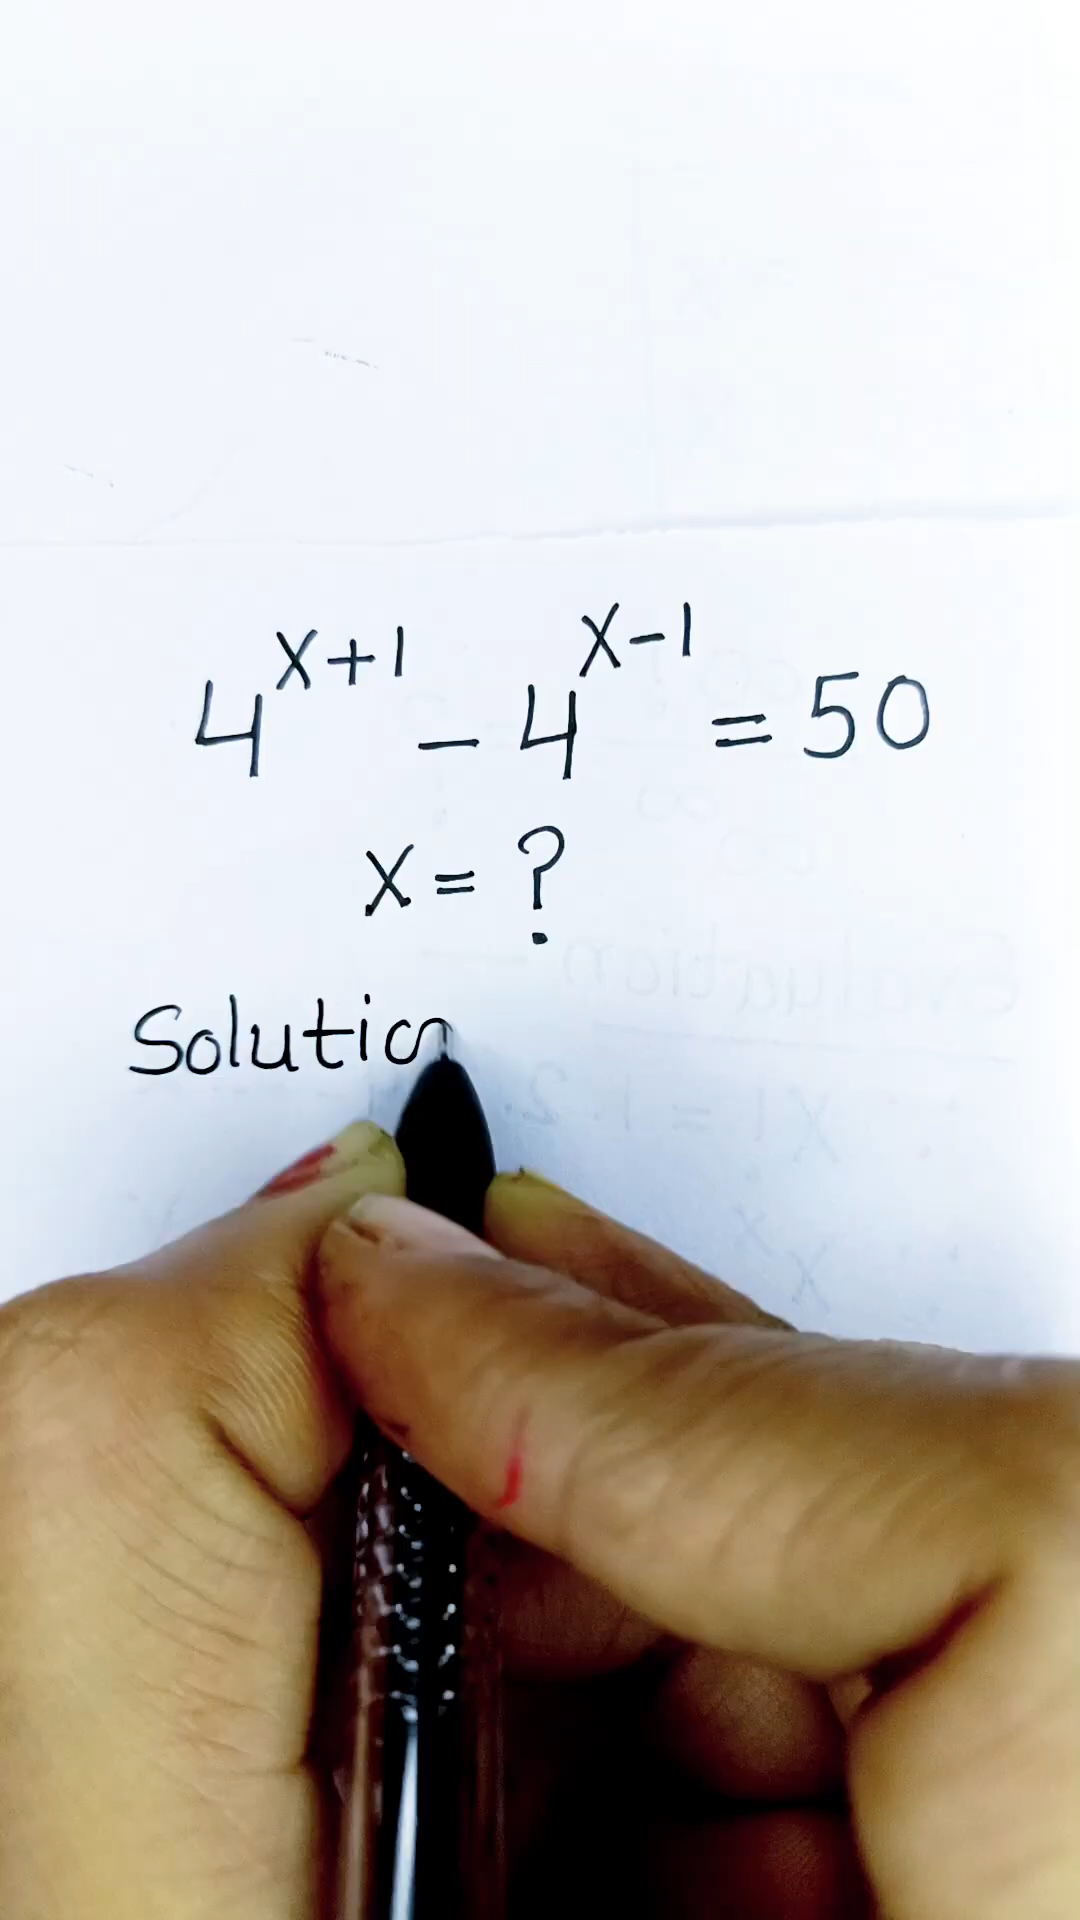 4^{x+1} - 4^{x-1} = 50
x = ?
Solutio